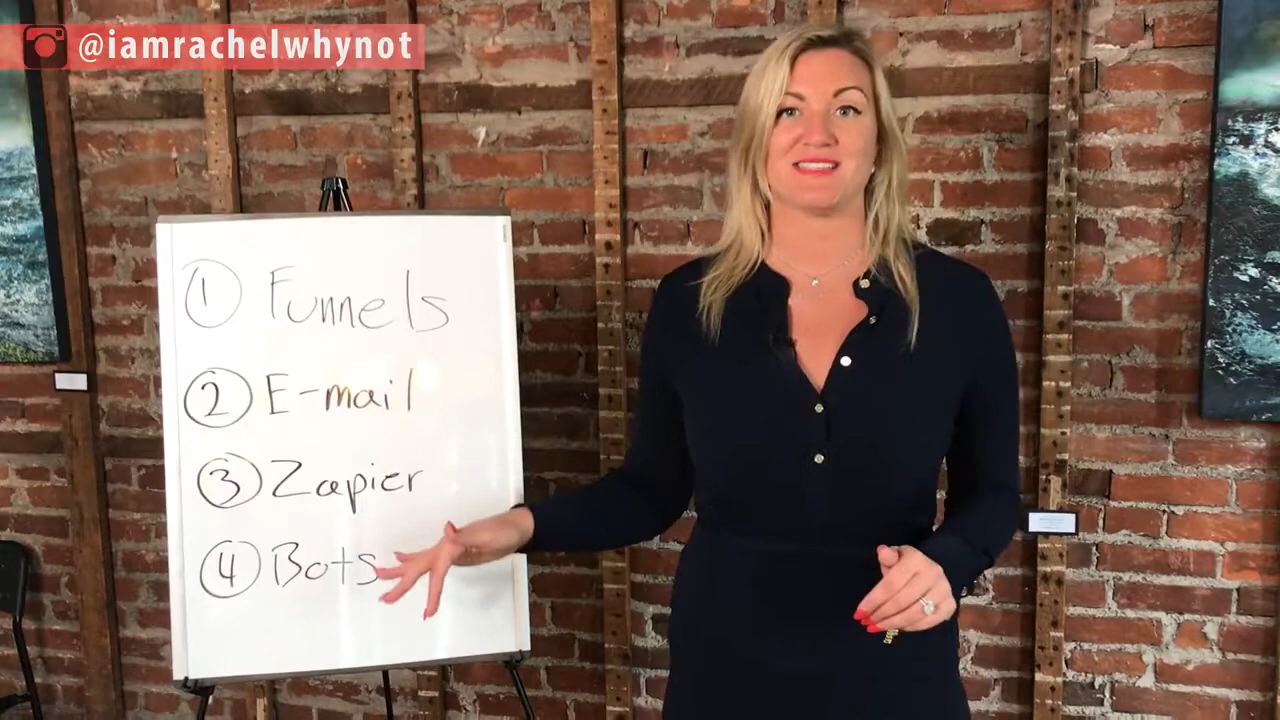 @iamrachelwhynot
1 Funnels
2 E-mail
3 Zapier
4 Bots